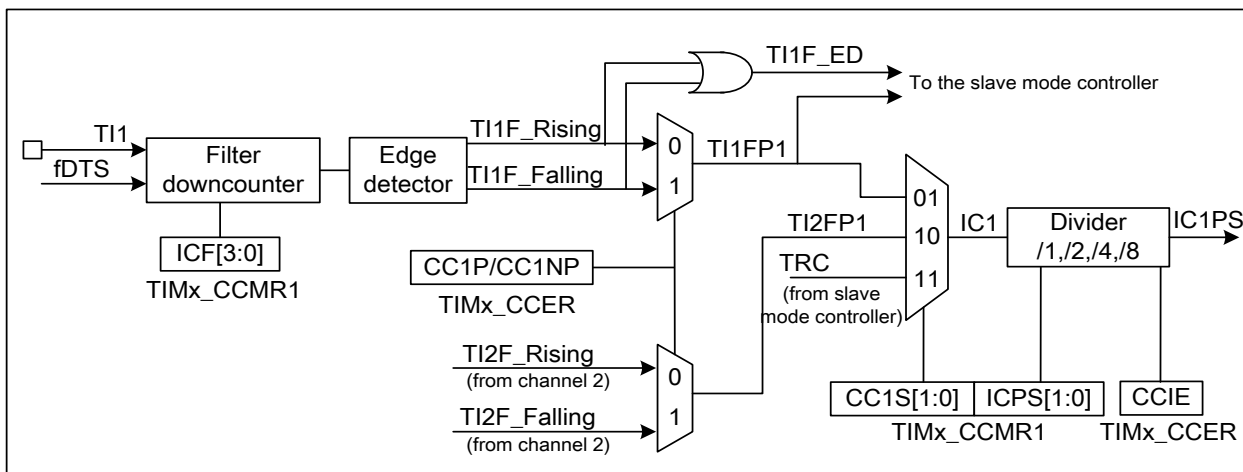 TI1F_ED
To the slave mode controller
TI1
fDTS
Filter
downcounter
Edge
detector
TI1F_Rising
TI1F_Falling
0
1
TI1FP1
ICF[3:0]
TIMx_CCMR1
CC1P/CC1NP
TIMx_CCER
TI2F_Rising
(from channel 2)
TI2F_Falling
(from channel 2)
0
1
TI2FP1
TRC
(from slave
mode controller)
01
10
11
IC1
Divider
/1,/2,/4,/8
IC1PS
CC1S[1:0]
ICPS[1:0]
TIMx_CCMR1
CCIE
TIMx_CCER